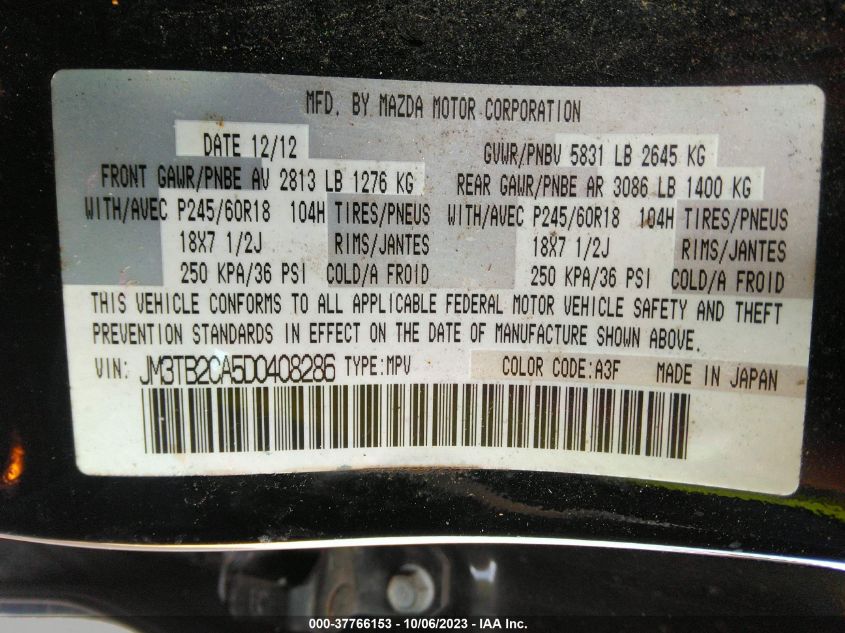 MFD. BY MAZDA MOTOR CORPORATION
DATE 12/12 GVWR/PNBV 5831 LB 2645 KG
FRONT GAWR/PNBE AV 2813 LB 1276 KG REAR GAWR/PNBE AR 3086 LB 1400 KG
WITH/AVEC P245/60R18 104H TIRES/PNEUS WITH/AVEC P245/60R18 104H TIRES/PNEUS
18X7 1/2J RIMS/JANTES 18X7 1/2J RIMS/JANTES
250 KPA/36 PSI COLD/A FROID 250 KPA/36 PSI COLD/A FROID
THIS VEHICLE CONFORMS TO ALL APPLICABLE FEDERAL MOTOR VEHICLE SAFETY AND THEFT
PREVENTION STANDARDS IN EFFECT ON THE DATE OF MANUFACTURE SHOWN ABOVE.
VIN: JM3TB2CA5D0408286 TYPE:MPV COLOR CODE:A3F MADE IN JAPAN
000-37766153 - 10/06/2023 - IAA Inc.